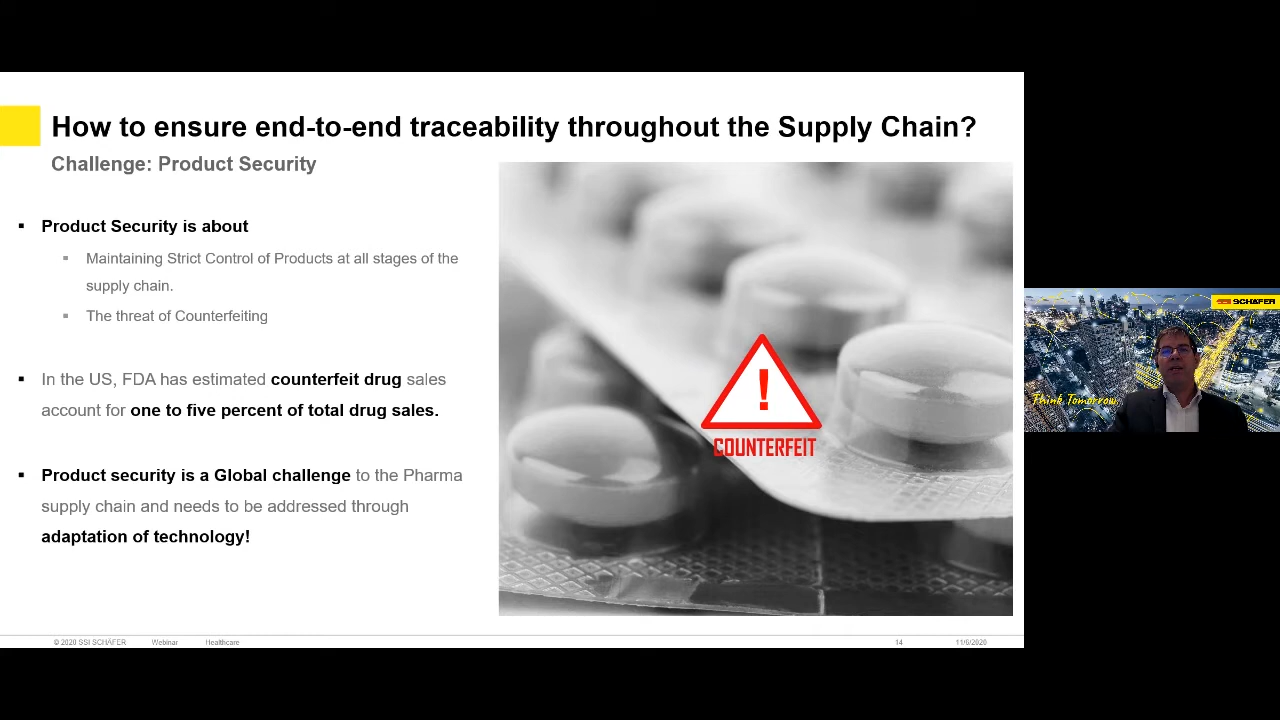 How to ensure end-to-end traceability throughout the Supply Chain?
Challenge: Product Security
Product Security is about
Maintaining Strict Control of Products at all stages of the
supply chain.
The threat of Counterfeiting
In the US, FDA has estimated counterfeit drug sales
account for one to five percent of total drug sales.
Product security is a Global challenge to the Pharma
supply chain and needs to be addressed through
adaptation of technology!
!
COUNTERFEIT
SSI SCHÄFER
Think Tomorrow.
© 2020 SSI SCHÄFER Webinar Healthcare 14 11/6/2020